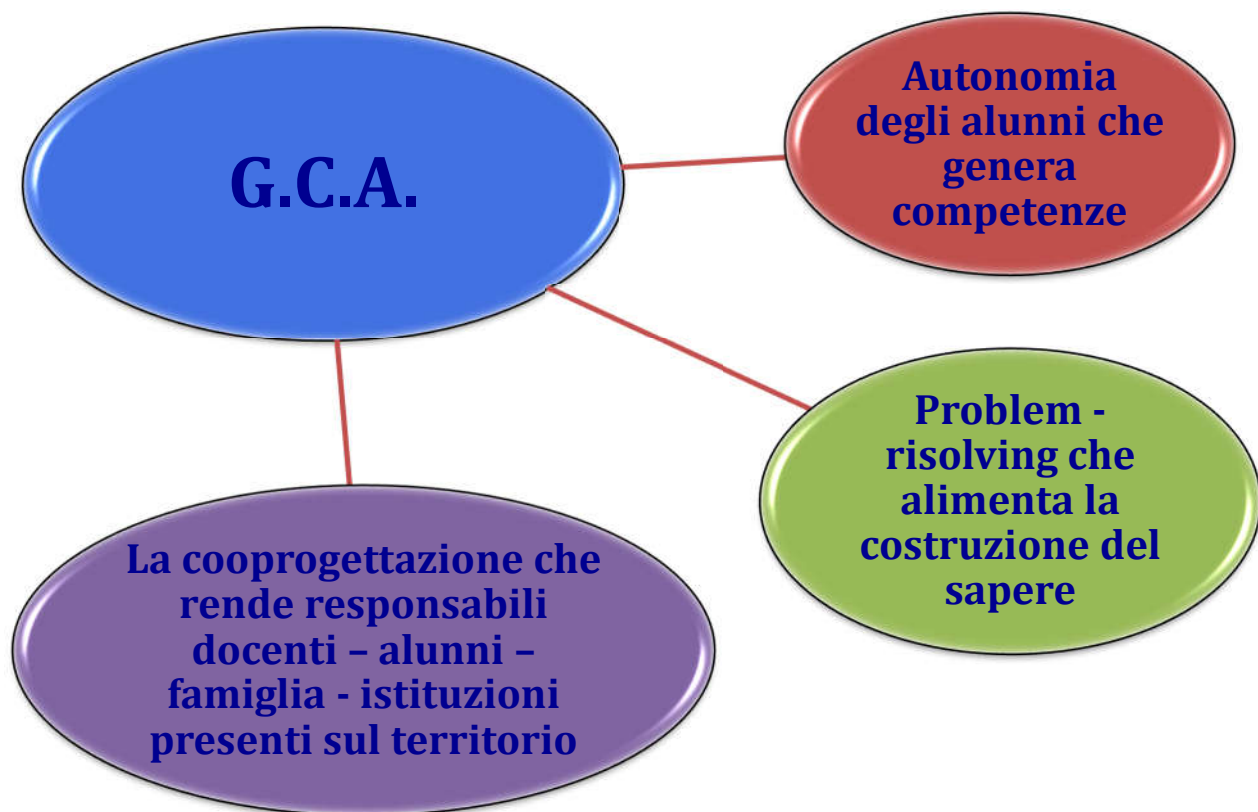 G.C.A.
Autonomia
degli alunni che
genera
competenze
Problem -
risolving che
alimenta la
costruzione del
sapere
La cooprogettazione che
rende responsabili
docenti – alunni –
famiglia - istituzioni
presenti sul territorio